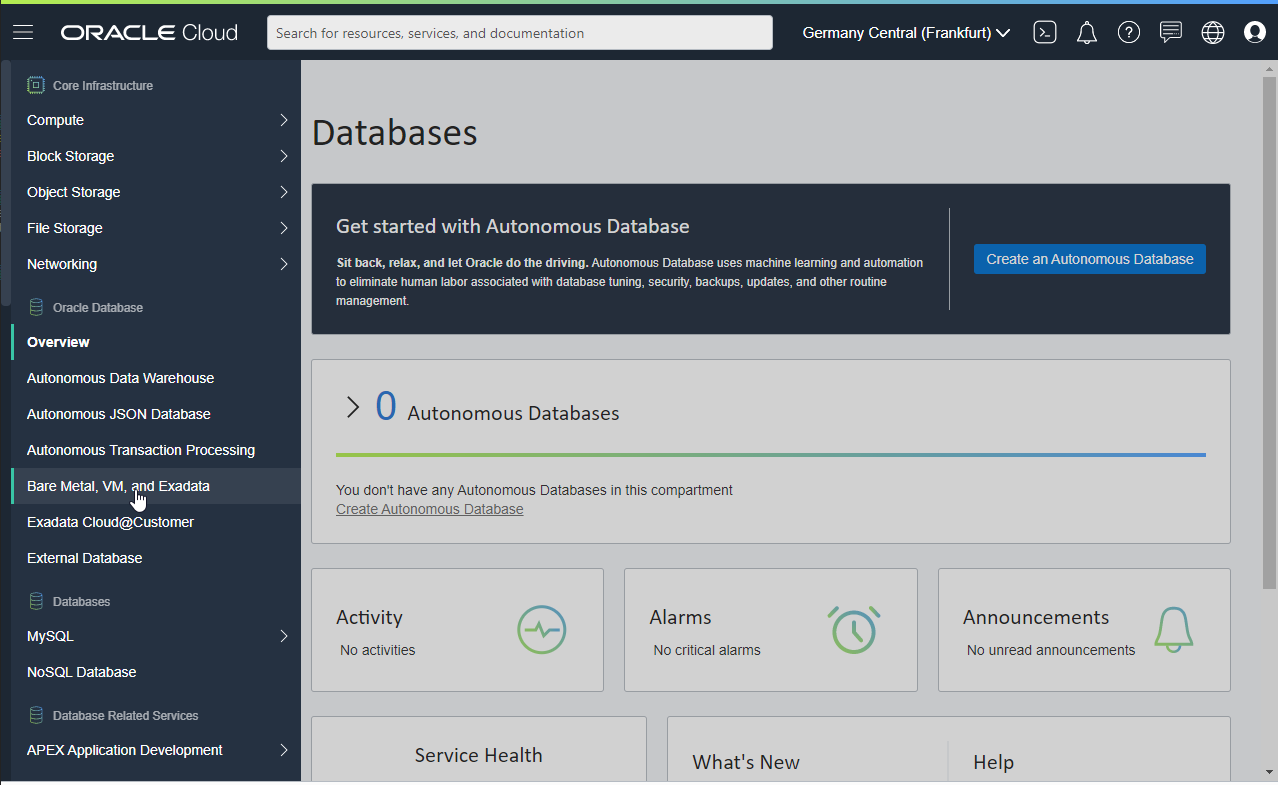 ORACLE Cloud
Search for resources, services, and documentation
Germany Central (Frankfurt)
Core Infrastructure
Compute
Block Storage
Object Storage
File Storage
Networking
Oracle Database
Overview
Autonomous Data Warehouse
Autonomous JSON Database
Autonomous Transaction Processing
Bare Metal, VM, and Exadata
Exadata Cloud@Customer
External Database
Databases
MySQL
NoSQL Database
Database Related Services
APEX Application Development
Databases
Get started with Autonomous Database
Sit back, relax, and let Oracle do the driving. Autonomous Database uses machine learning and automation
to eliminate human labor associated with database tuning, security, backups, updates, and other routine
management.
Create an Autonomous Database
0 Autonomous Databases
You don't have any Autonomous Databases in this compartment
Create Autonomous Database
Activity
No activities
Alarms
No critical alarms
Announcements
No unread announcements
Service Health
What's New
Help